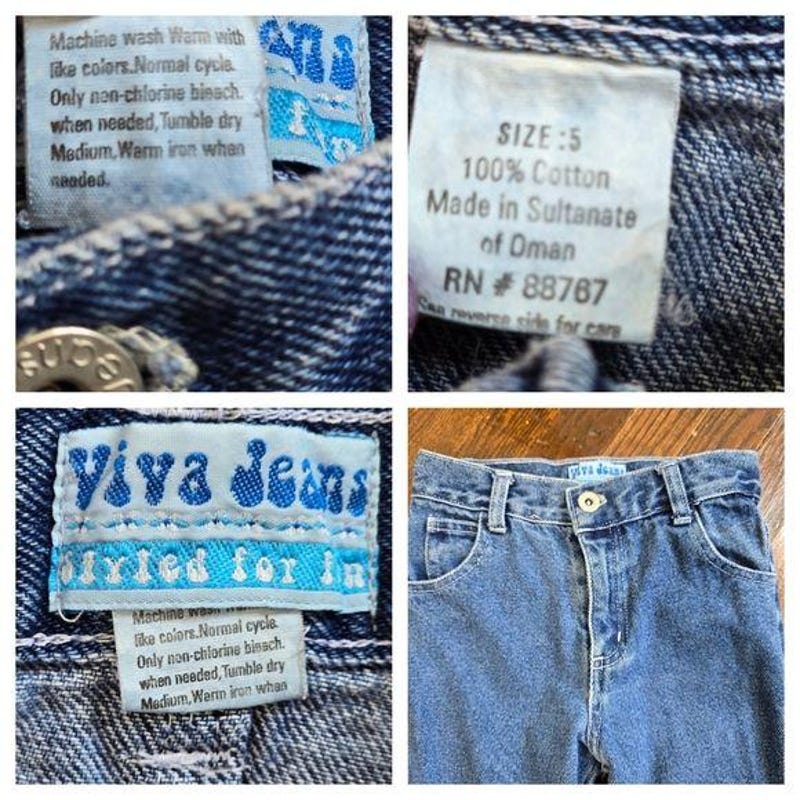 Machine wash Warm with
like colors.Normal cycle.
Only non-chlorine bleach.
when needed,Tumble dry
Medium,Warm iron when
needed.
SIZE :5
100% Cotton
Made in Sultanate
of Oman
RN # 88767
reverse side for care
Viva Jeans
styled for
Machine wash
like colors.Normal cycle.
Only non-chlorine bleach.
when needed,Tumble dry
Medium,Warm iron when
Viva Jeans